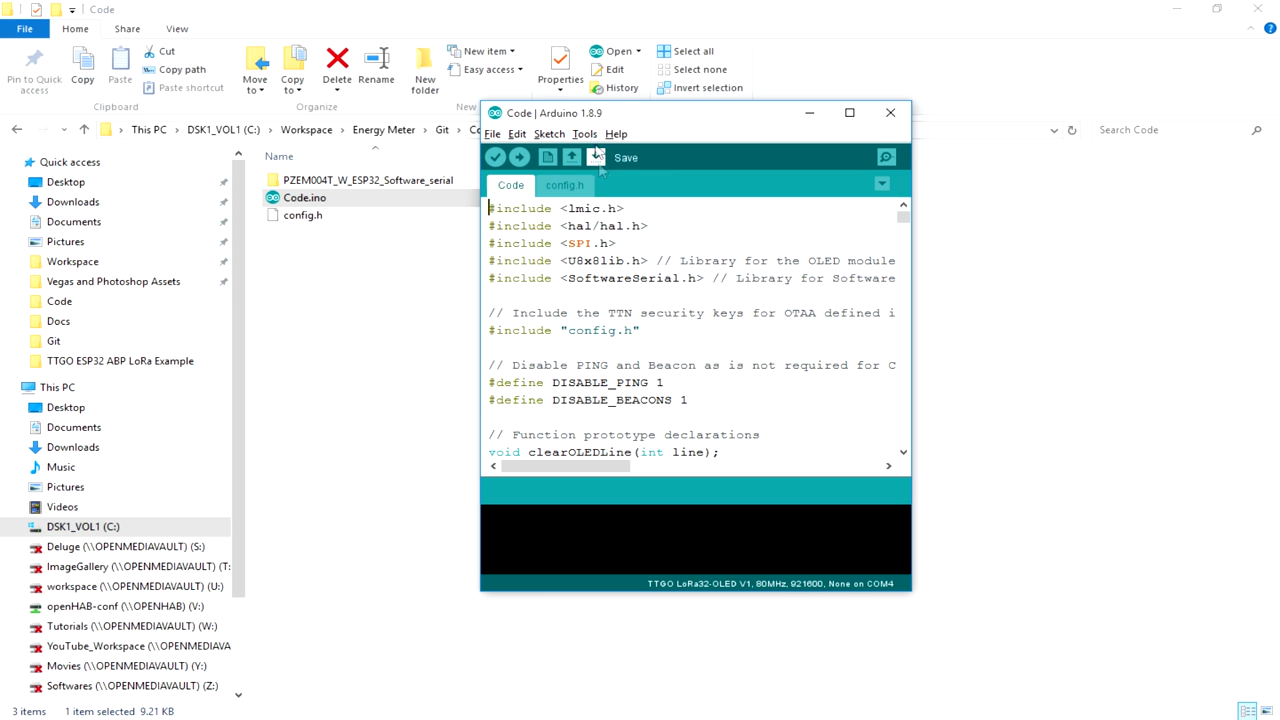 Code
File
Home
Share
View
Pin to Quick access
Copy
Paste
Cut
Copy path
Paste shortcut
Clipboard
Move to
Copy to
Delete
Rename
Organize
New folder
New item
Easy access
New
Properties
Open
Edit
History
Select all
Select none
Invert selection
This PC
DSK1_VOL1 (C:)
Workspace
Energy Meter
Git
Search Code
Quick access
Desktop
Downloads
Documents
Pictures
Workspace
Vegas and Photoshop Assets
Code
Docs
Git
TTGO ESP32 ABP LoRa Example
This PC
Desktop
Documents
Downloads
Music
Pictures
Videos
DSK1_VOL1 (C:)
Deluge (\\OPENMEDIAVAULT) (S:)
ImageGallery (\\OPENMEDIAVAULT) (T:
workspace (\\OPENMEDIAVAULT) (U:)
openHAB-conf (\\OPENHAB) (V:)
Tutorials (\\OPENMEDIAVAULT) (W:)
YouTube_Workspace (\\OPENMEDIAVA
Movies (\\OPENMEDIAVAULT) (Y:)
Softwares (\\OPENMEDIAVAULT) (Z:)
Name
PZEM004T_W_ESP32_Software_serial
Code.ino
config.h
Code | Arduino 1.8.9
File Edit Sketch Tools Help
Save
Code
config.h
#include <lmic.h>
#include <hal/hal.h>
#include <SPI.h>
#include <U8x8lib.h> // Library for the OLED module
#include <SoftwareSerial.h> // Library for Software
// Include the TTN security keys for OTAA defined i
#include "config.h"
// Disable PING and Beacon as is not required for C
#define DISABLE_PING 1
#define DISABLE_BEACONS 1
// Function prototype declarations
void clearOLEDLine(int line);
TTGO LoRa32-OLED V1, 80MHz, 921600, None on COM4
3 items
1 item selected 9.21 KB